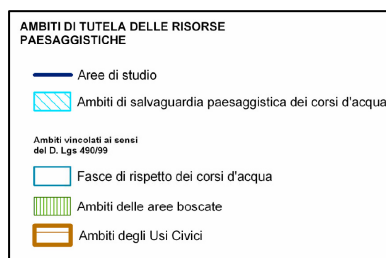 AMBITI DI TUTELA DELLE RISORSE
PAESAGGISTICHE
Aree di studio
Ambiti di salvaguardia paesaggistica dei corsi d'acqua
Ambiti vincolati ai sensi
del D. Lgs 490/99
Fasce di rispetto dei corsi d'acqua
Ambiti delle aree boscate
Ambiti degli Usi Civici